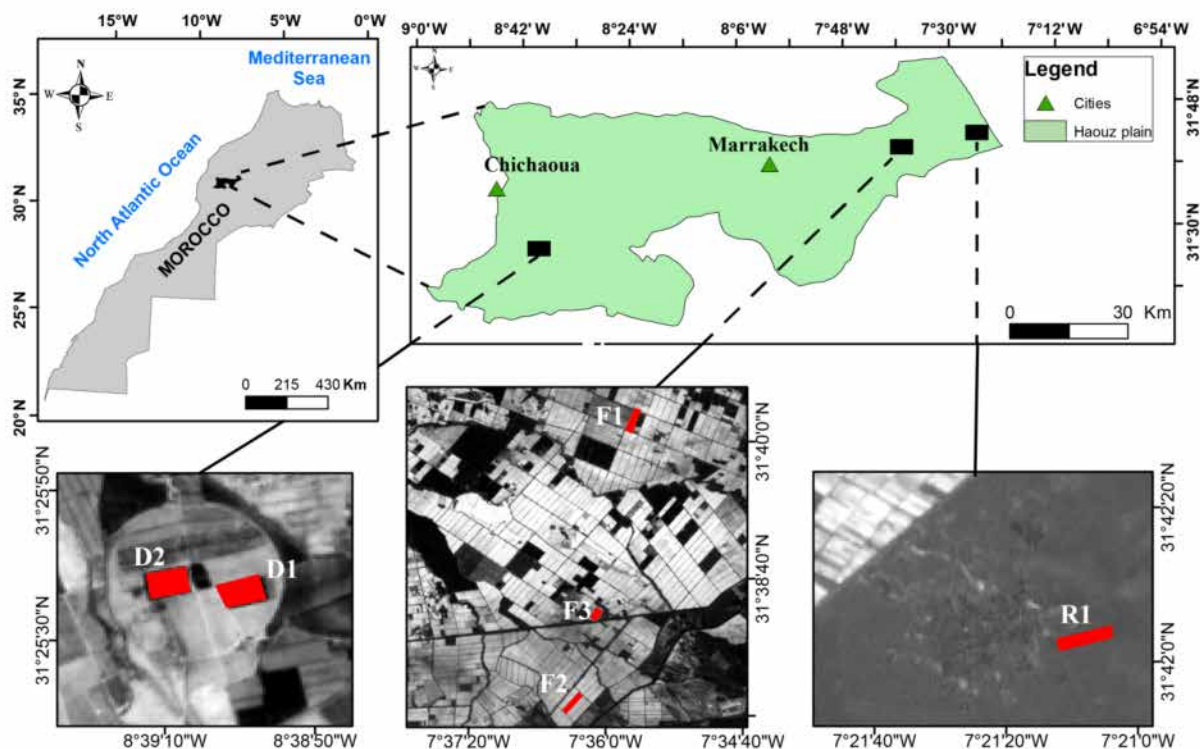 15°W 10°W 5°W 0°W
Mediterranean
Sea
N
W E
S
35°N
30°N
25°N
20°N
North Atlantic Ocean
MOROCCO
0 215 430 Km
9°0'W 8°42'W 8°24'W 8°6'W 7°48'W 7°30'W 7°12'W 6°54'W
N
W E
S
Legend
Cities
Haouz plain
Chichaoua
Marrakech
31°48'N
31°30'N
0 30 Km
31°25'50"N
31°25'30"N
D2
D1
8°39'10"W 8°38'50"W
F1
F3
F2
31°40'0"N
31°38'40"N
7°37'20"W 7°36'0"W 7°34'40"W
R1
31°42'20"N
31°42'0"N
7°21'40"W 7°21'20"W 7°21'0"W